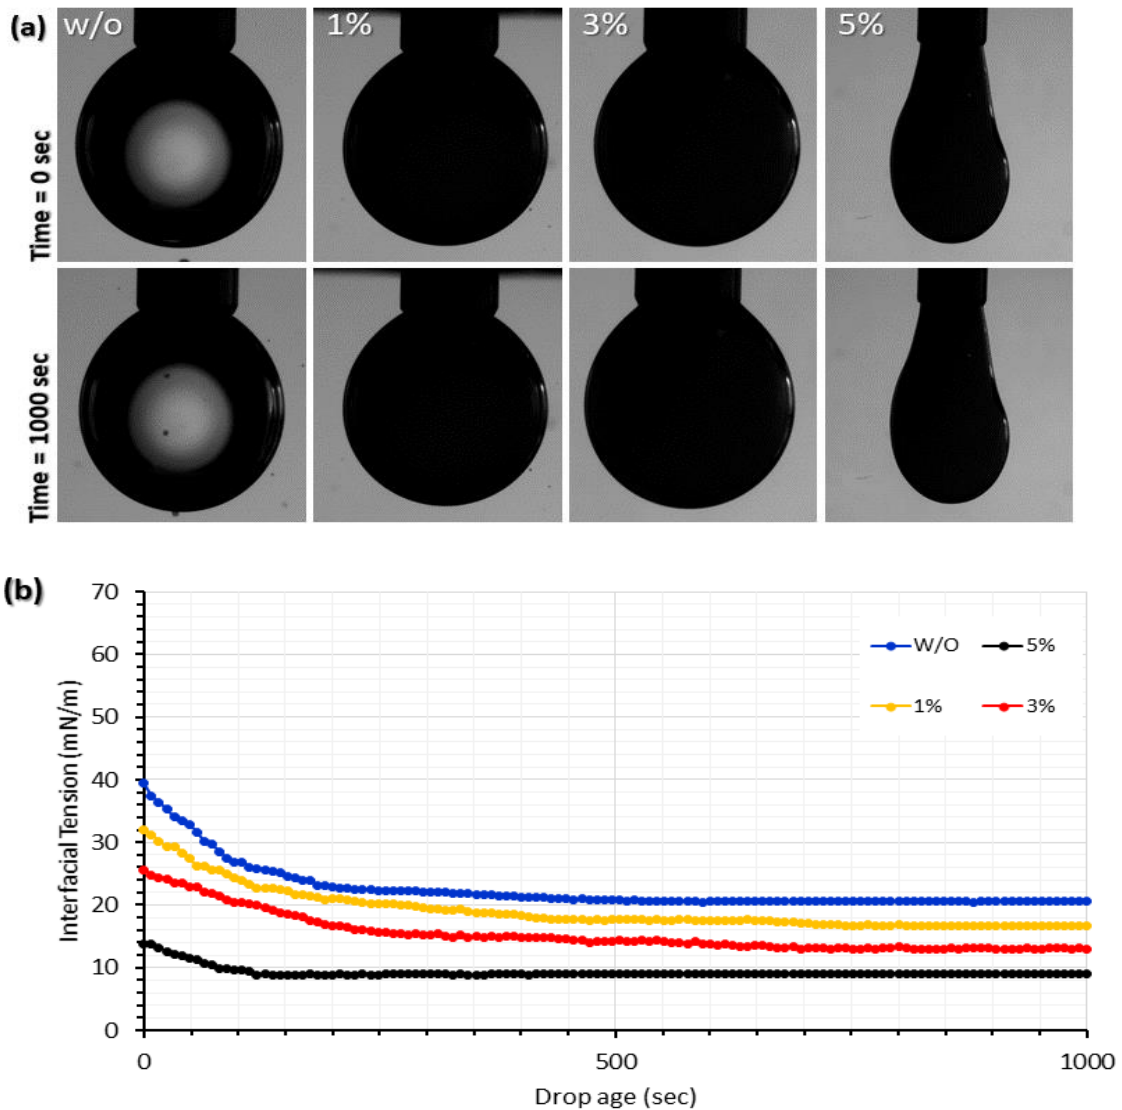 (a)
w/o
1%
3%
5%
Time = 0 sec
Time = 1000 sec
(b)
70
60
50
40
30
20
10
0
Interfacial Tension (mN/m)
W/O
5%
1%
3%
0
500
1000
Drop age (sec)